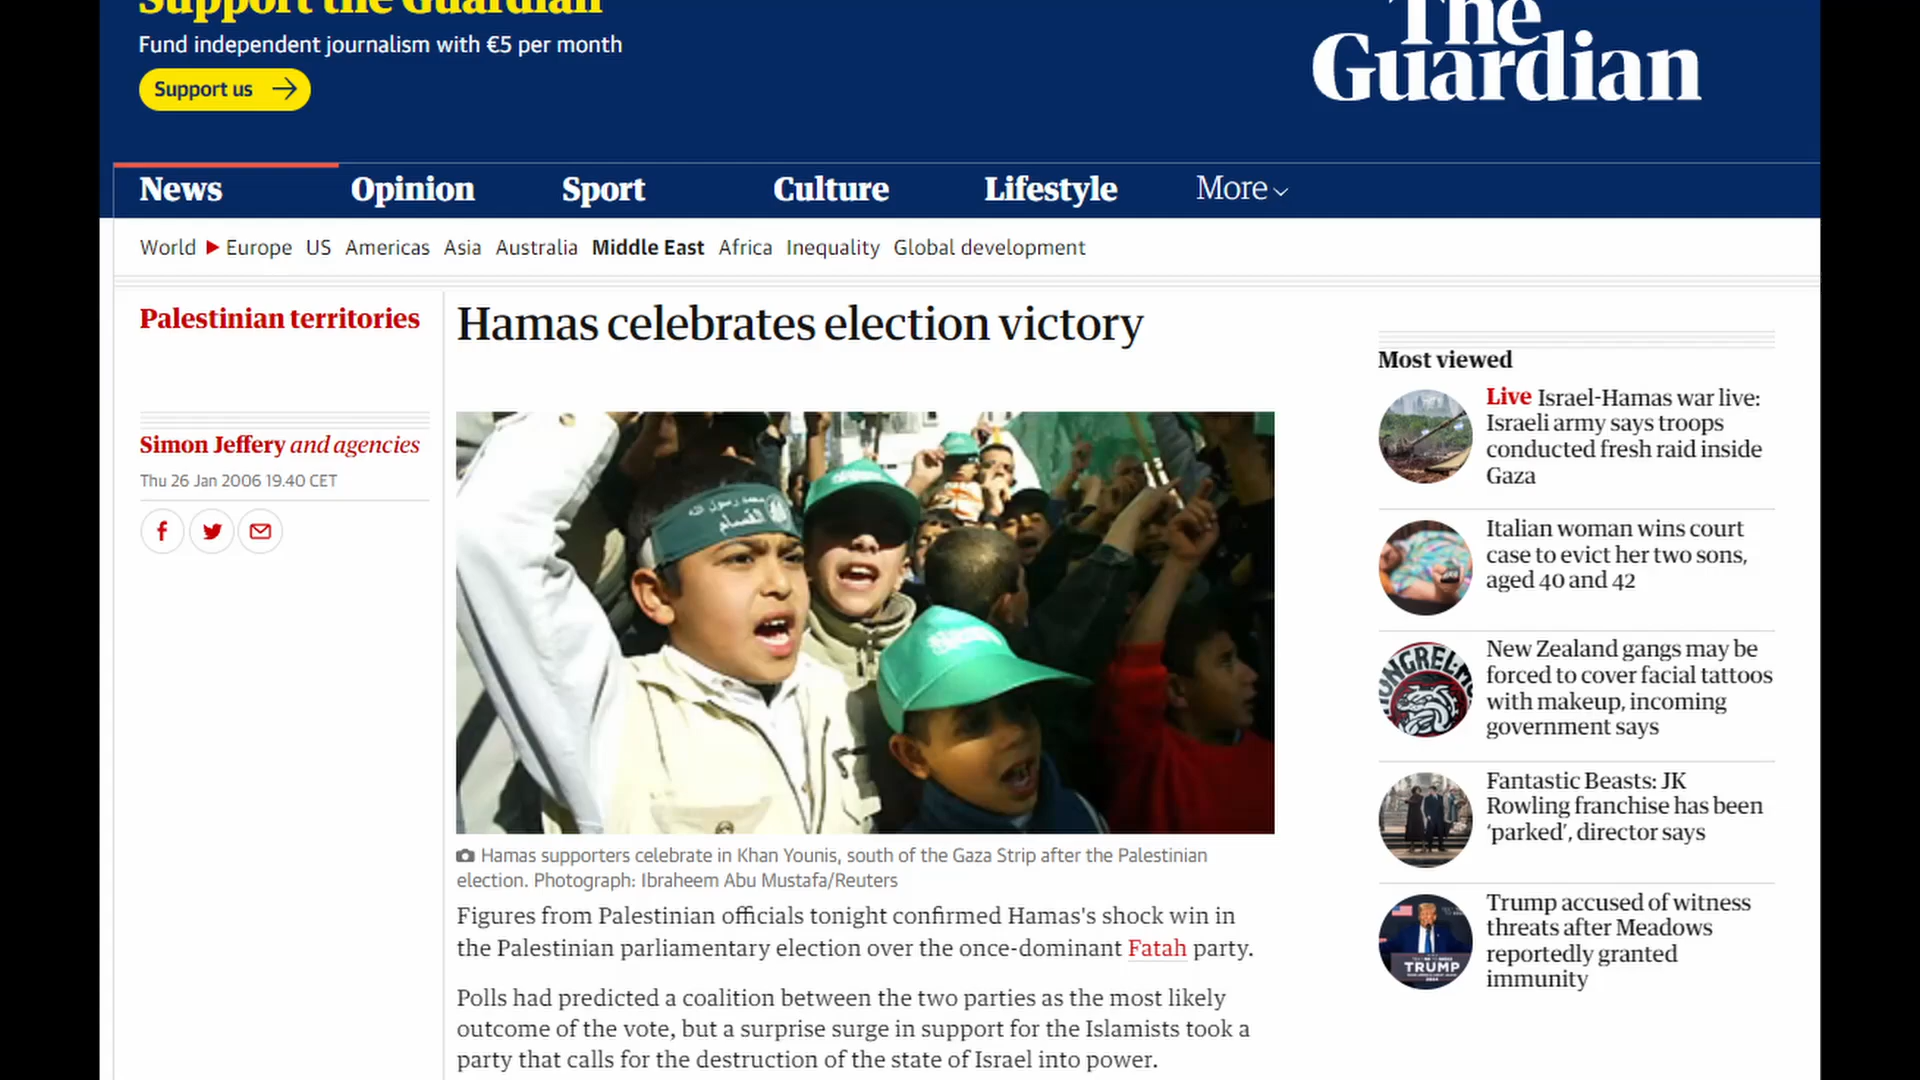 Support the Guardian
Fund independent journalism with €5 per month
Support us
The
Guardian
News Opinion Sport Culture Lifestyle More
World Europe US Americas Asia Australia Middle East Africa Inequality Global development
Palestinian territories
Simon Jeffery and agencies
Thu 26 Jan 2006 19.40 CET
Hamas celebrates election victory
محمد رسول الله
القسام
Hamas supporters celebrate in Khan Younis, south of the Gaza Strip after the Palestinian
election. Photograph: Ibraheem Abu Mustafa/Reuters
Figures from Palestinian officials tonight confirmed Hamas's shock win in
the Palestinian parliamentary election over the once-dominant Fatah party.
Polls had predicted a coalition between the two parties as the most likely
outcome of the vote, but a surprise surge in support for the Islamists took a
party that calls for the destruction of the state of Israel into power.
Most viewed
Live Israel-Hamas war live:
Israeli army says troops
conducted fresh raid inside
Gaza
Italian woman wins court
case to evict her two sons,
aged 40 and 42
New Zealand gangs may be
forced to cover facial tattoos
with makeup, incoming
government says
Fantastic Beasts: JK
Rowling franchise has been
‘parked’, director says
TRUMP
Trump accused of witness
threats after Meadows
reportedly granted
immunity